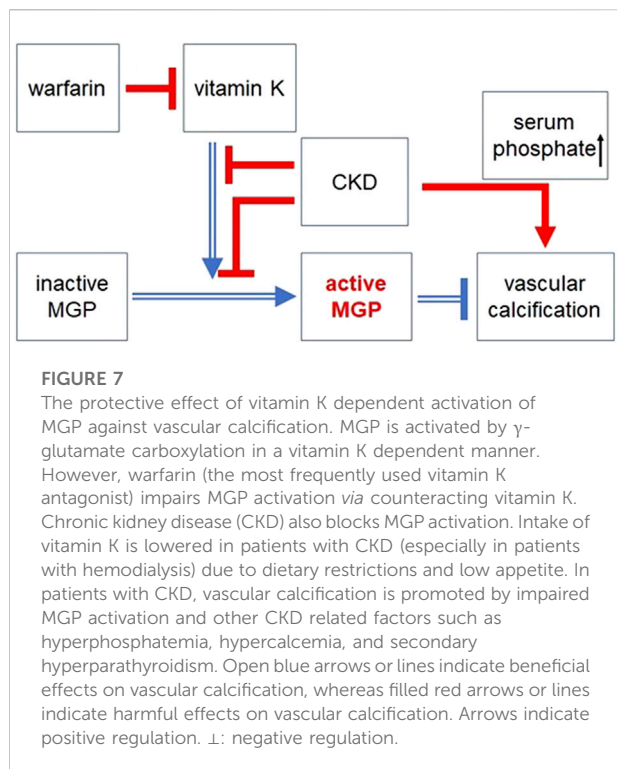 warfarin
vitamin K
serum
phosphate↑
CKD
inactive
MGP
active
MGP
vascular
calcification
FIGURE 7
The protective effect of vitamin K dependent activation of
MGP against vascular calcification. MGP is activated by γ-
glutamate carboxylation in a vitamin K dependent manner.
However, warfarin (the most frequently used vitamin K
antagonist) impairs MGP activation via counteracting vitamin K.
Chronic kidney disease (CKD) also blocks MGP activation. Intake of
vitamin K is lowered in patients with CKD (especially in patients
with hemodialysis) due to dietary restrictions and low appetite. In
patients with CKD, vascular calcification is promoted by impaired
MGP activation and other CKD related factors such as
hyperphosphatemia, hypercalcemia, and secondary
hyperparathyroidism. Open blue arrows or lines indicate beneficial
effects on vascular calcification, whereas filled red arrows or lines
indicate harmful effects on vascular calcification. Arrows indicate
positive regulation. ⊥: negative regulation.